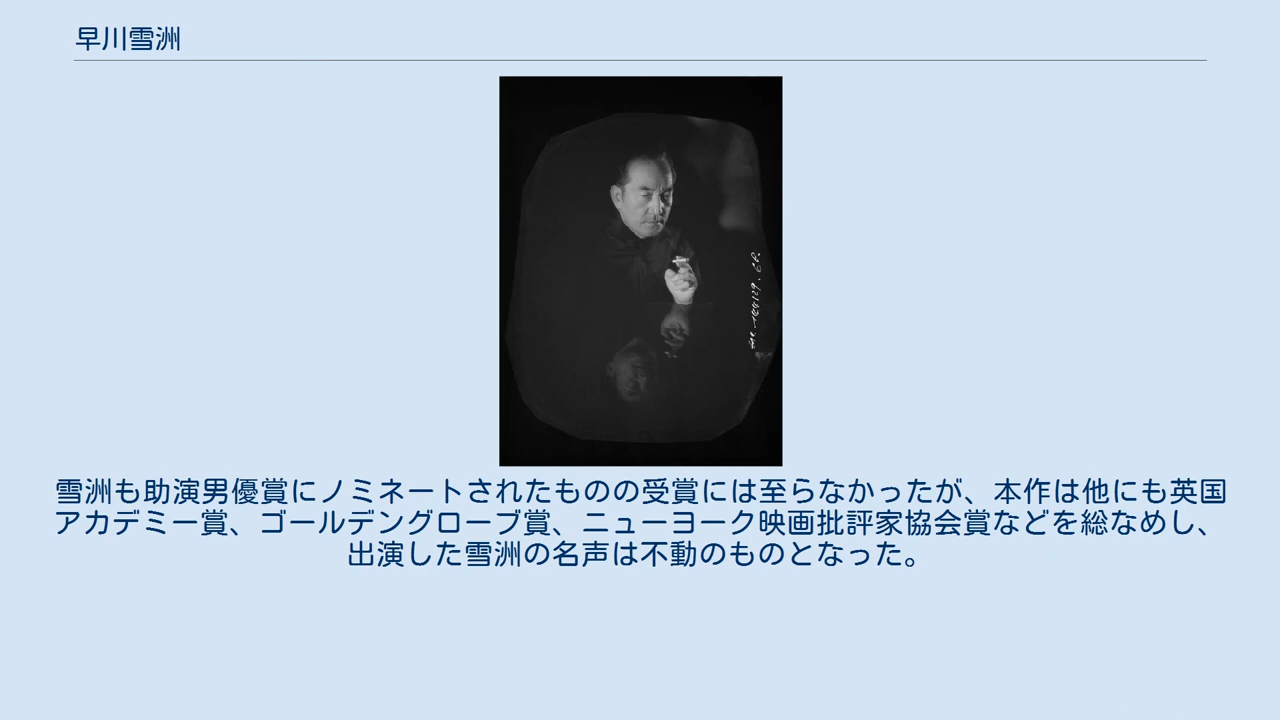 早川雪洲
雪洲も助演男優賞にノミネートされたものの受賞には至らなかったが、本作は他にも英国
アカデミー賞、ゴールデングローブ賞、ニューヨーク映画批評家協会賞などを総なめし、
出演した雪洲の名声は不動のものとなった。